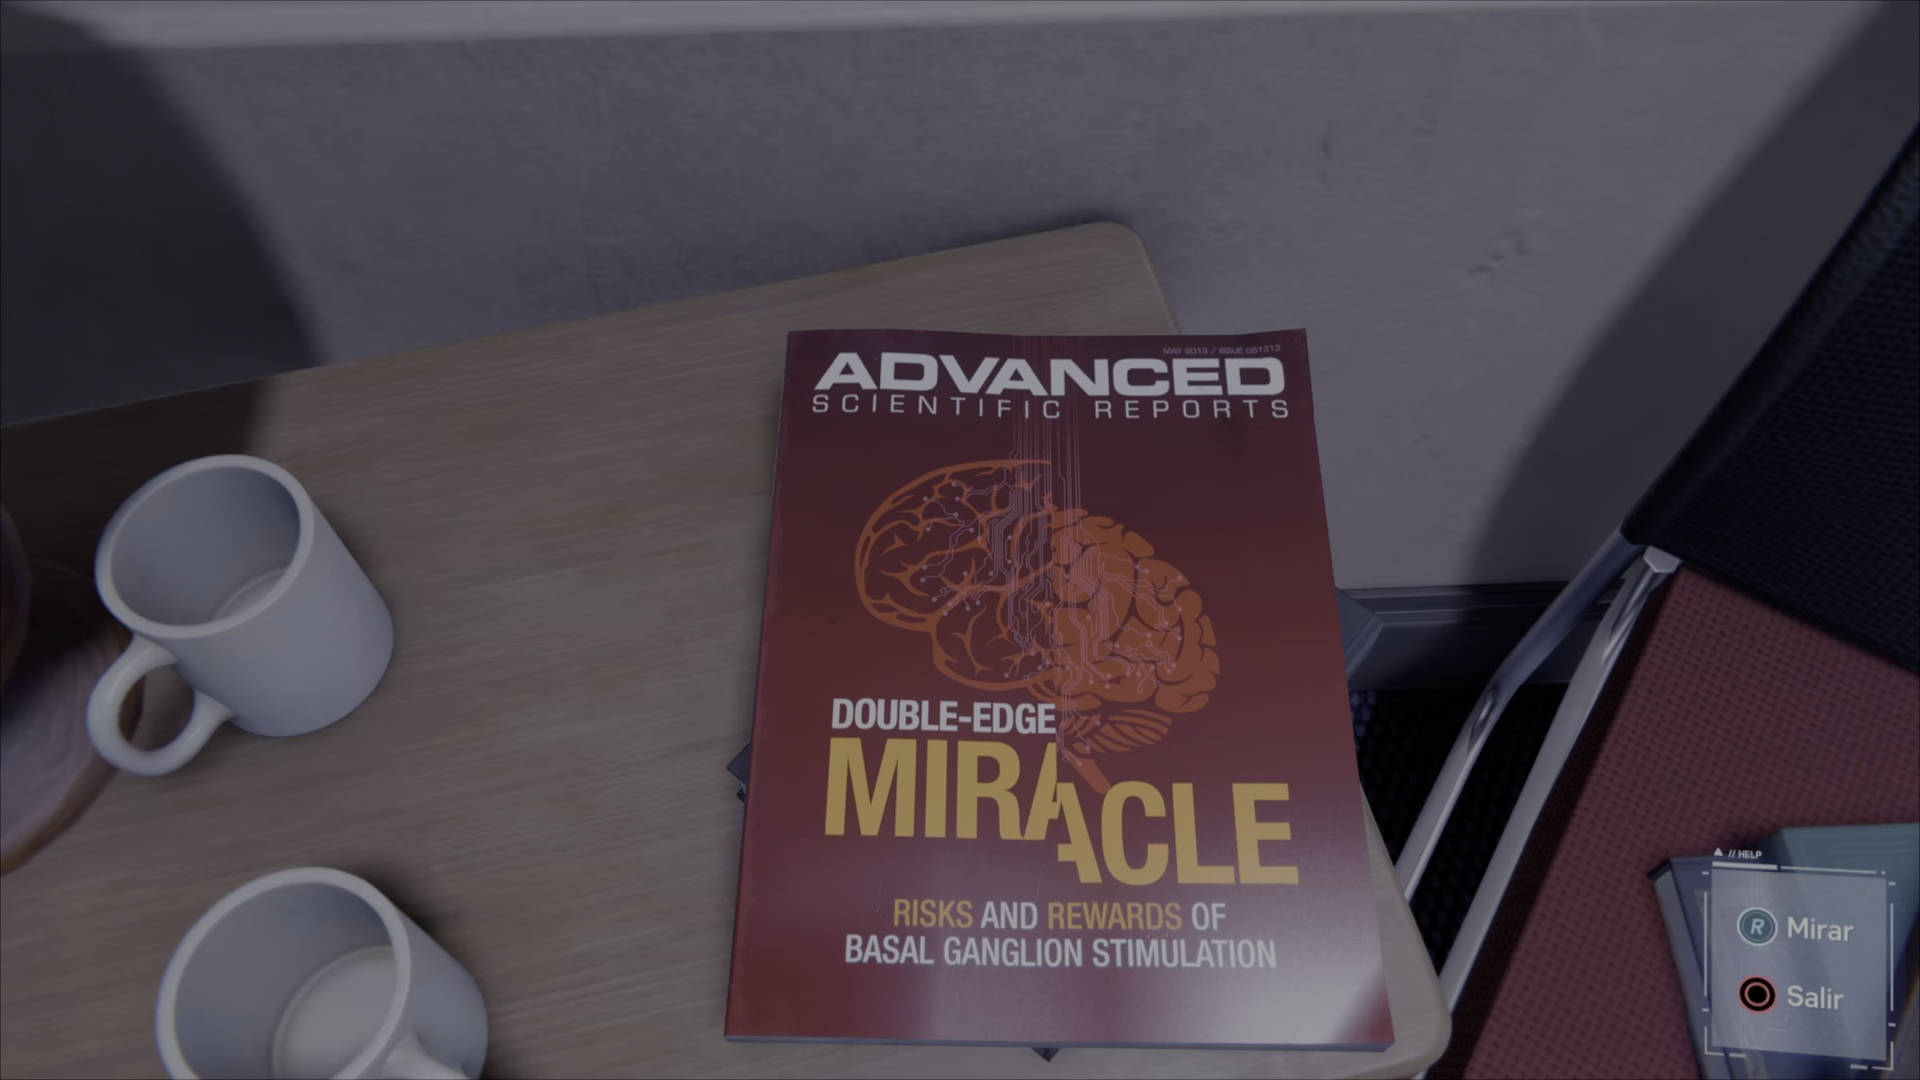 MAY 2013 / ISSUE 051313
ADVANCED
SCIENTIFIC REPORTS
DOUBLE-EDGE
MIRACLE
RISKS AND REWARDS OF
BASAL GANGLION STIMULATION
// HELP
R Mirar
Salir